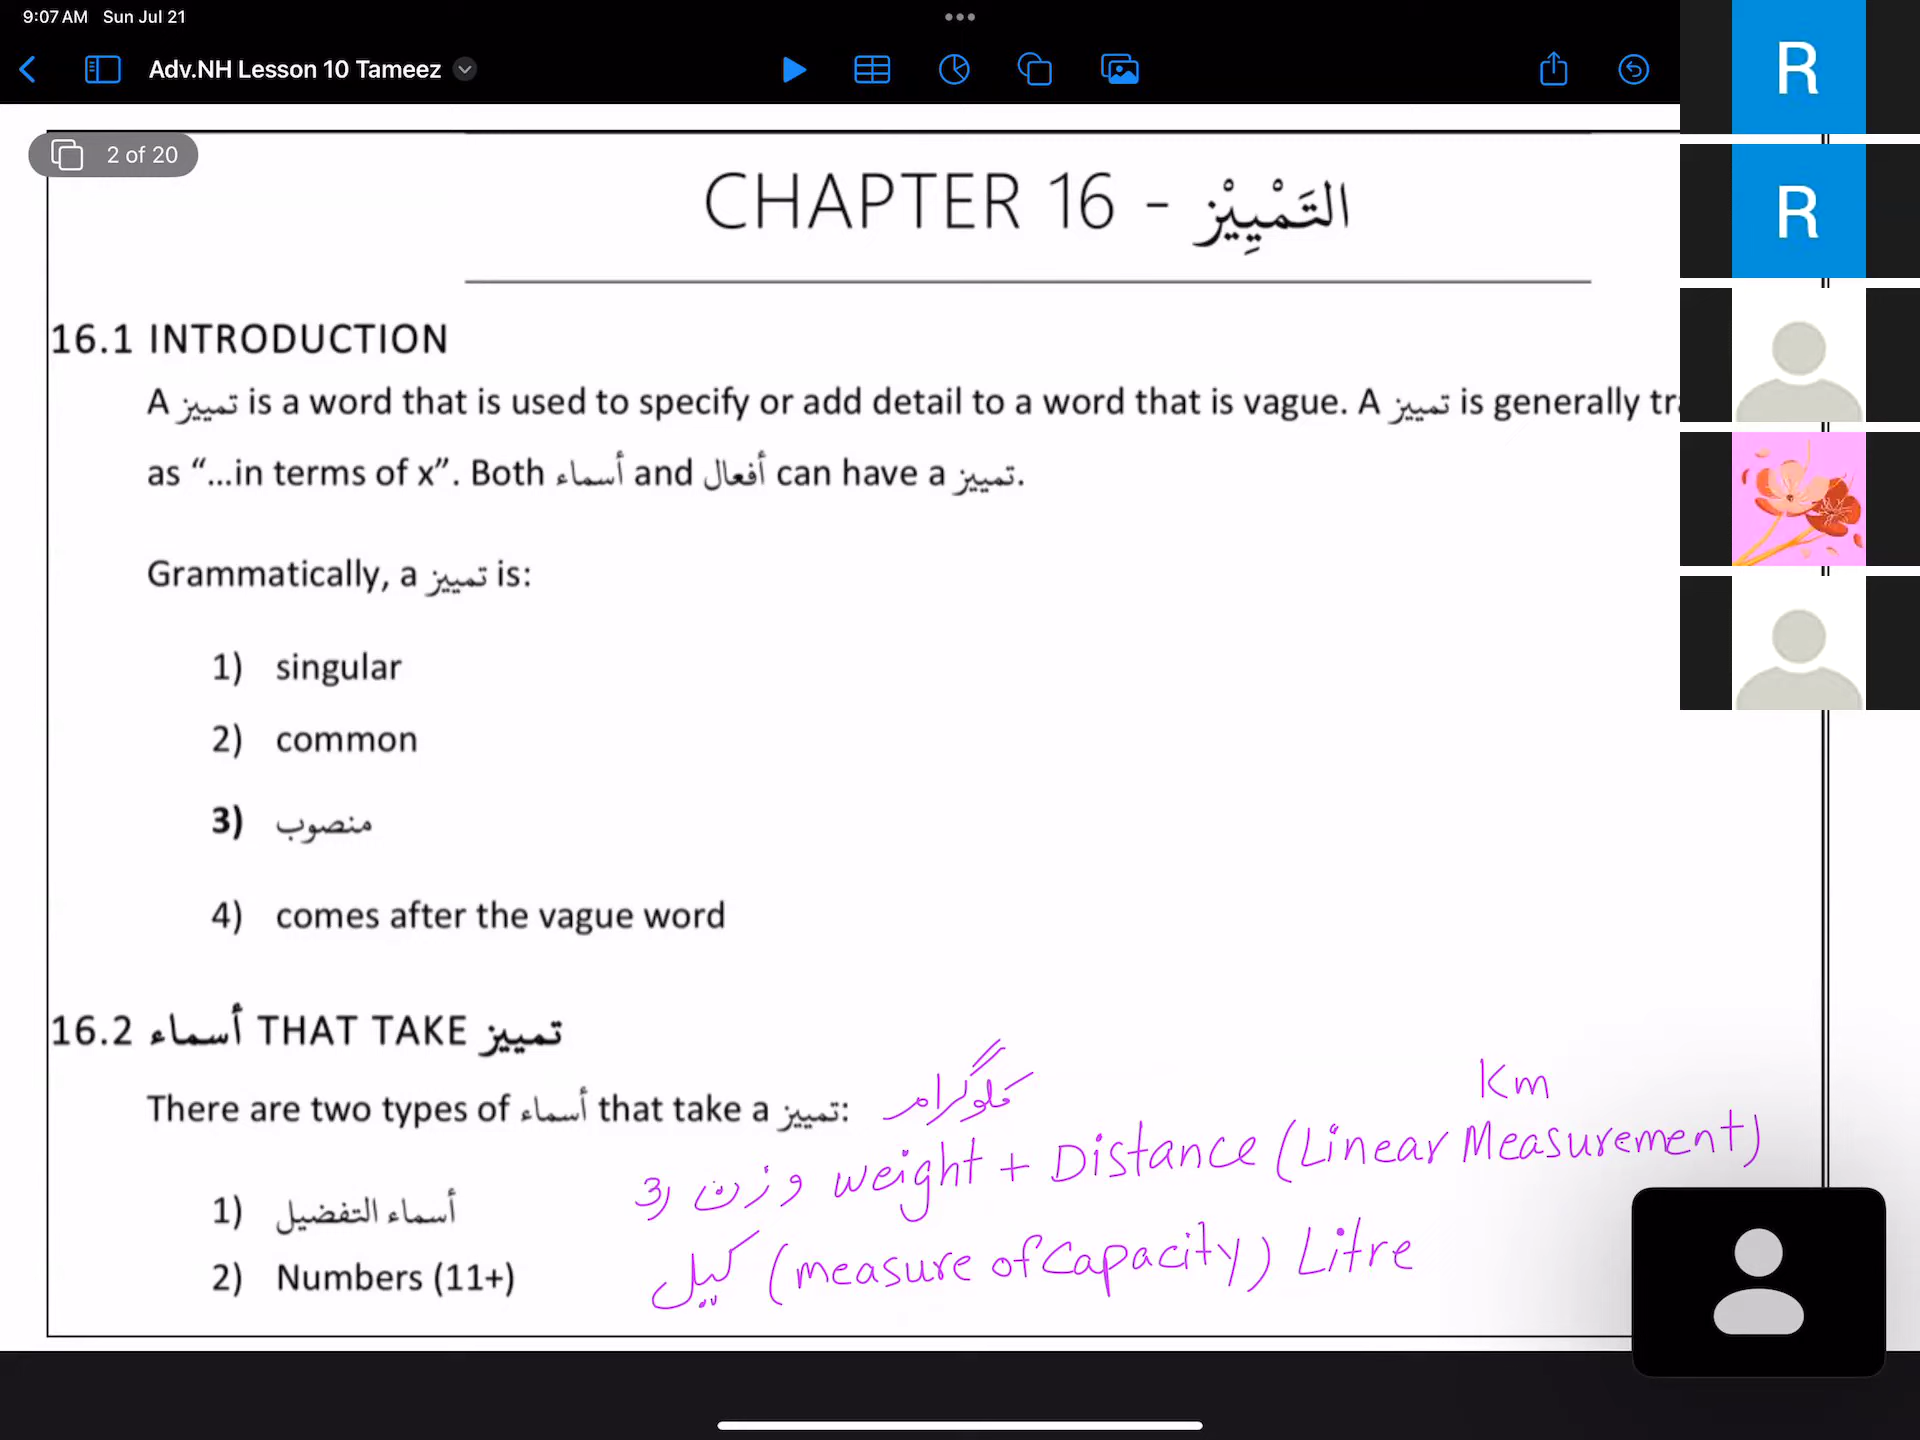 9:07 AM Sun Jul 21
Adv.NH Lesson 10 Tameez
R
R
2 of 20
CHAPTER 16 - التَمْيِيْز
16.1 INTRODUCTION
A تمييز is a word that is used to specify or add detail to a word that is vague. A تمييز is generally tr
as “...in terms of x”. Both أسماء and أفعال can have a تمييز.
Grammatically, a تمييز is:
1) singular
2) common
3) منصوب
4) comes after the vague word
16.2 أسماء THAT TAKE تمييز
There are two types of أسماء that take a تمييز:
1) أسماء التفضيل
2) Numbers (11+)
کلوگرام
Km
3) وزن weight + Distance (Linear Measurement)
كيل (measure of Capacity) Litre